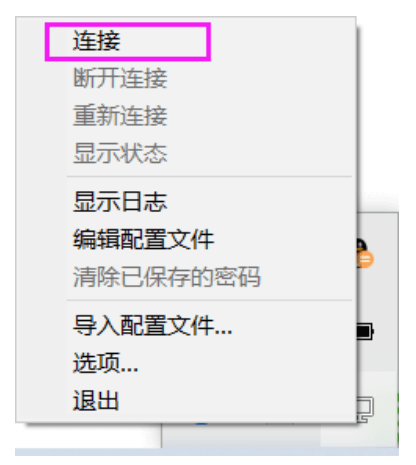 连接
断开连接
重新连接
显示状态
显示日志
编辑配置文件
清除已保存的密码
导入配置文件...
选项...
退出